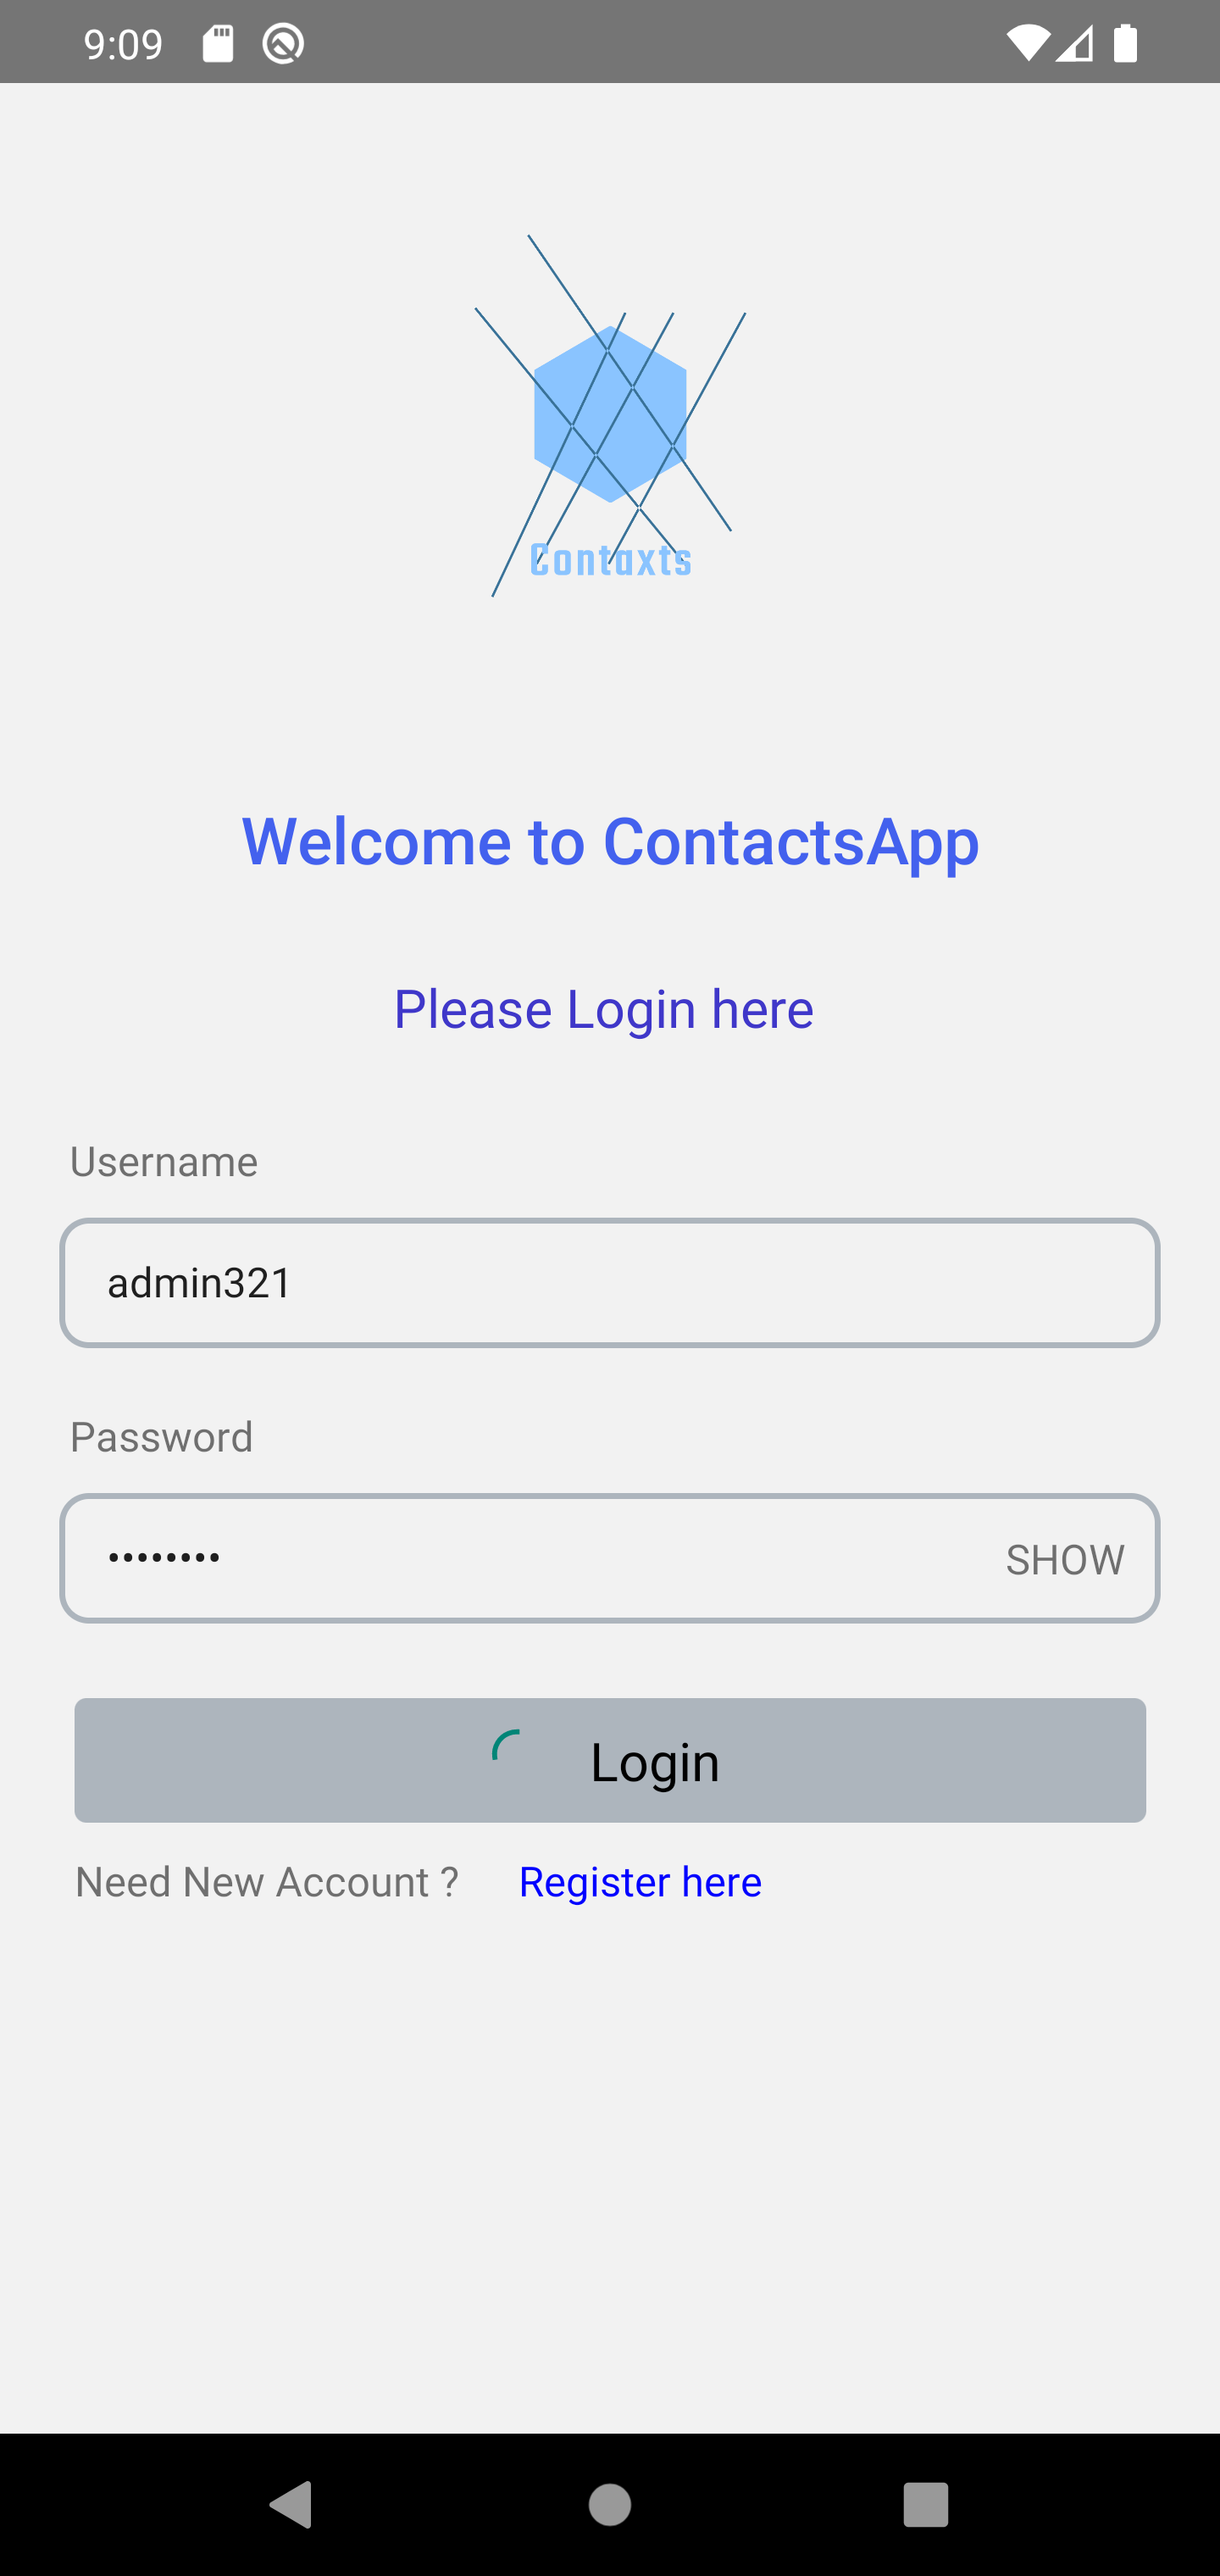 9:09
Contaxts
Welcome to ContactsApp
Please Login here
Username
admin321
Password
••••••••
SHOW
Login
Need New Account ? Register here